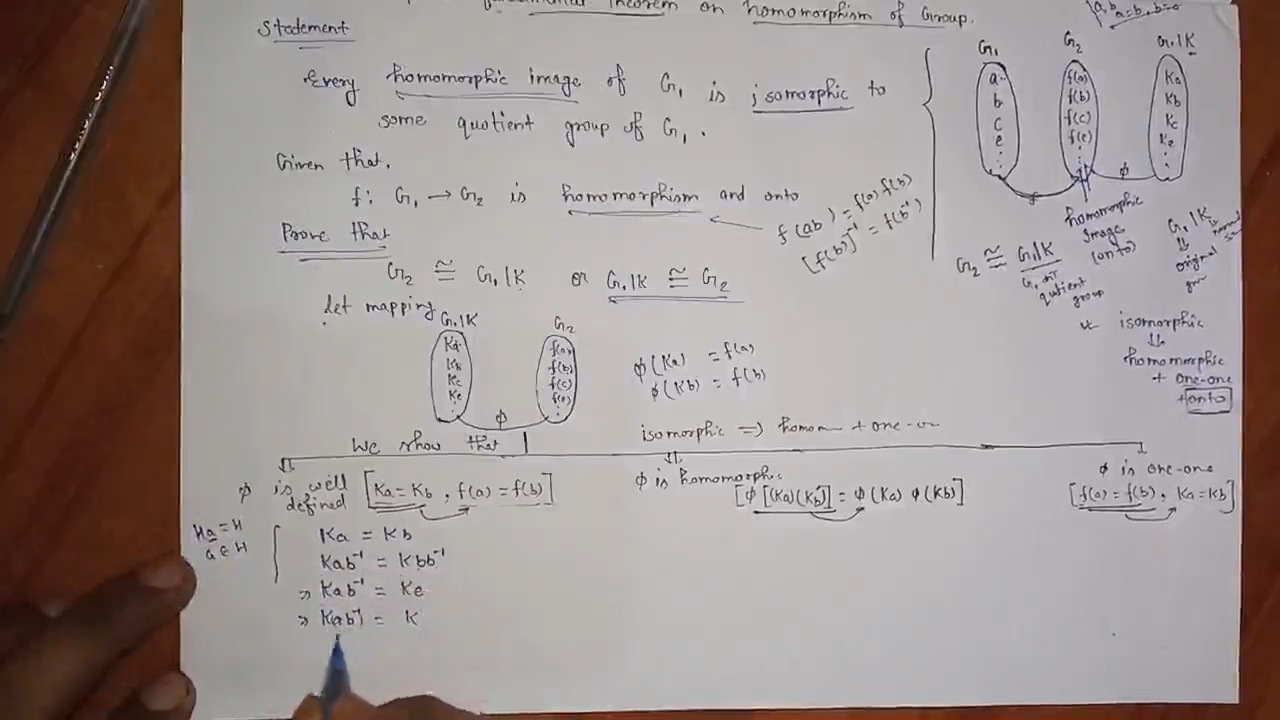 Theorem on homomorphism of Group.
Statement
Every homomorphic image of G₁ is isomorphic to
some quotient group of G₁.
Given that.
f: G₁ → G₂ is homomorphism and onto
f(ab) = f(a) f(b)
[f(b)]⁻¹ = f(b⁻¹)
Prove that
G₂ ≅ G₁|K or G₁|K ≅ G₂
let mapping
G₁|K G₂
Ka f(a)
Kb f(b)
Kc f(c)
Ke f(e)
ϕ
ϕ(Ka) = f(a)
ϕ(Kb) = f(b)
G₁ G₂ G₁|K
a f(a) Ka
b f(b) Kb
c f(c) Kc
e f(e) Ke
f ϕ
homomorphic
Image
(onto)
G₂ ≅ G₁|K
qutient
group
G₁|K
original
isomorphic
⇓
homomorphic
+ one-one
+ onto
We show that
isomorphic ⇒ homom + one-
ϕ is well
defined [Ka = Kb, f(a) = f(b)]
ϕ is homomorphic
[ϕ[(Ka)(Kb)] = ϕ(Ka) ϕ(Kb)]
ϕ is one-one
[f(a) = f(b), Ka = Kb]
Ha = H
a ∈ H
Ka = Kb
Kab⁻¹ = Kbb⁻¹
⇒ Kab⁻¹ = Ke
⇒ Kab⁻¹ = K